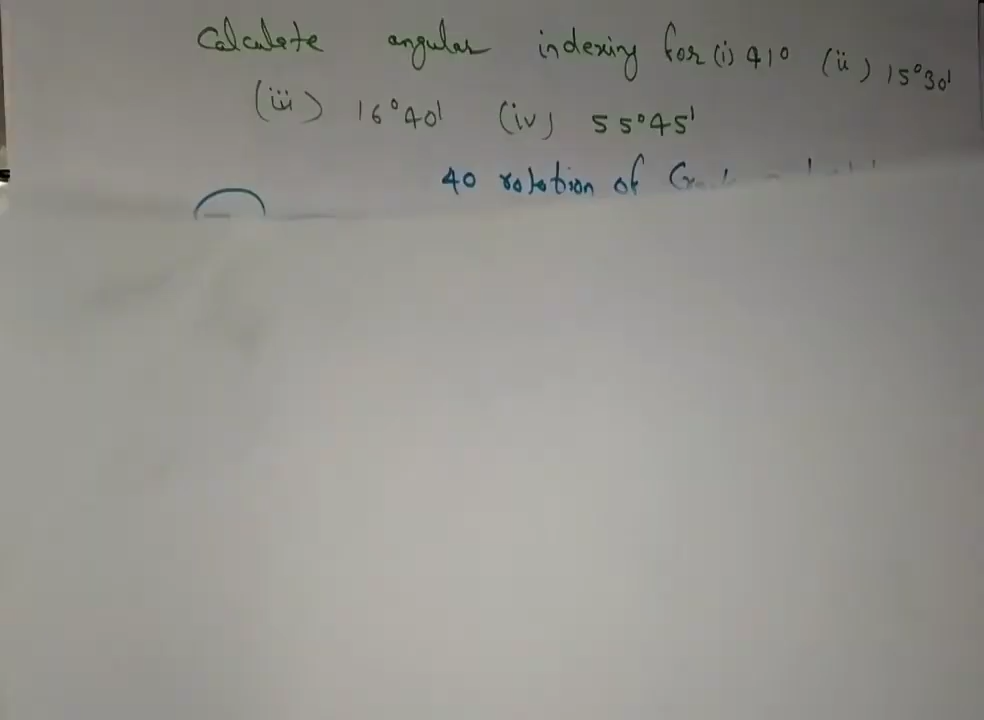 Calculate angular indexing for (i) 41° (ii) 15°30'
(iii) 16°40' (iv) 55°45'
40 rotation of